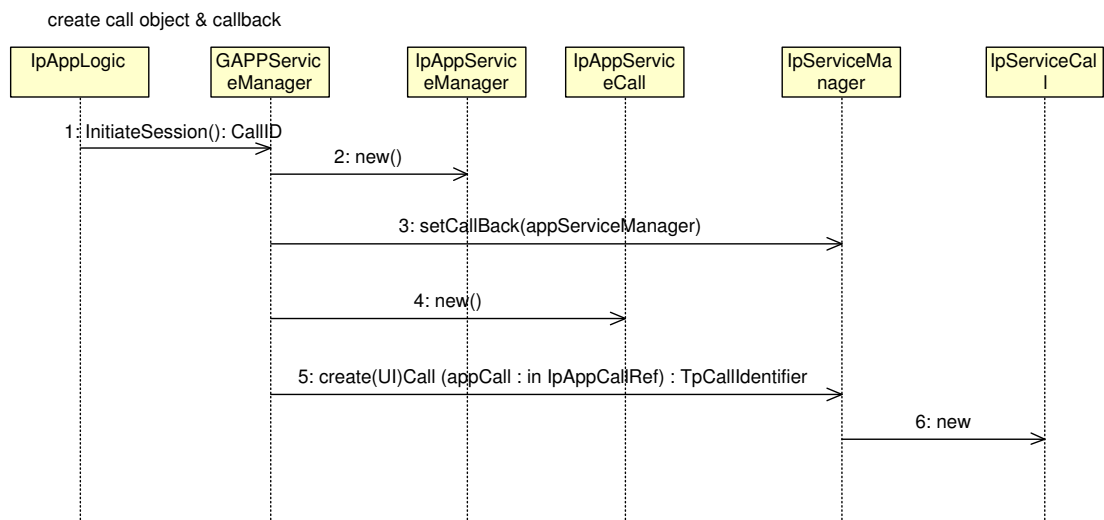 create call object & callback
IpAppLogic
GAPPServic
eManager
IpAppServic
eManager
IpAppServic
eCall
IpServiceMa
nager
IpServiceCal
l
1: InitiateSession(): CallID
2: new()
3: setCallBack(appServiceManager)
4: new()
5: create(UI)Call (appCall : in IpAppCallRef) : TpCallIdentifier
6: new